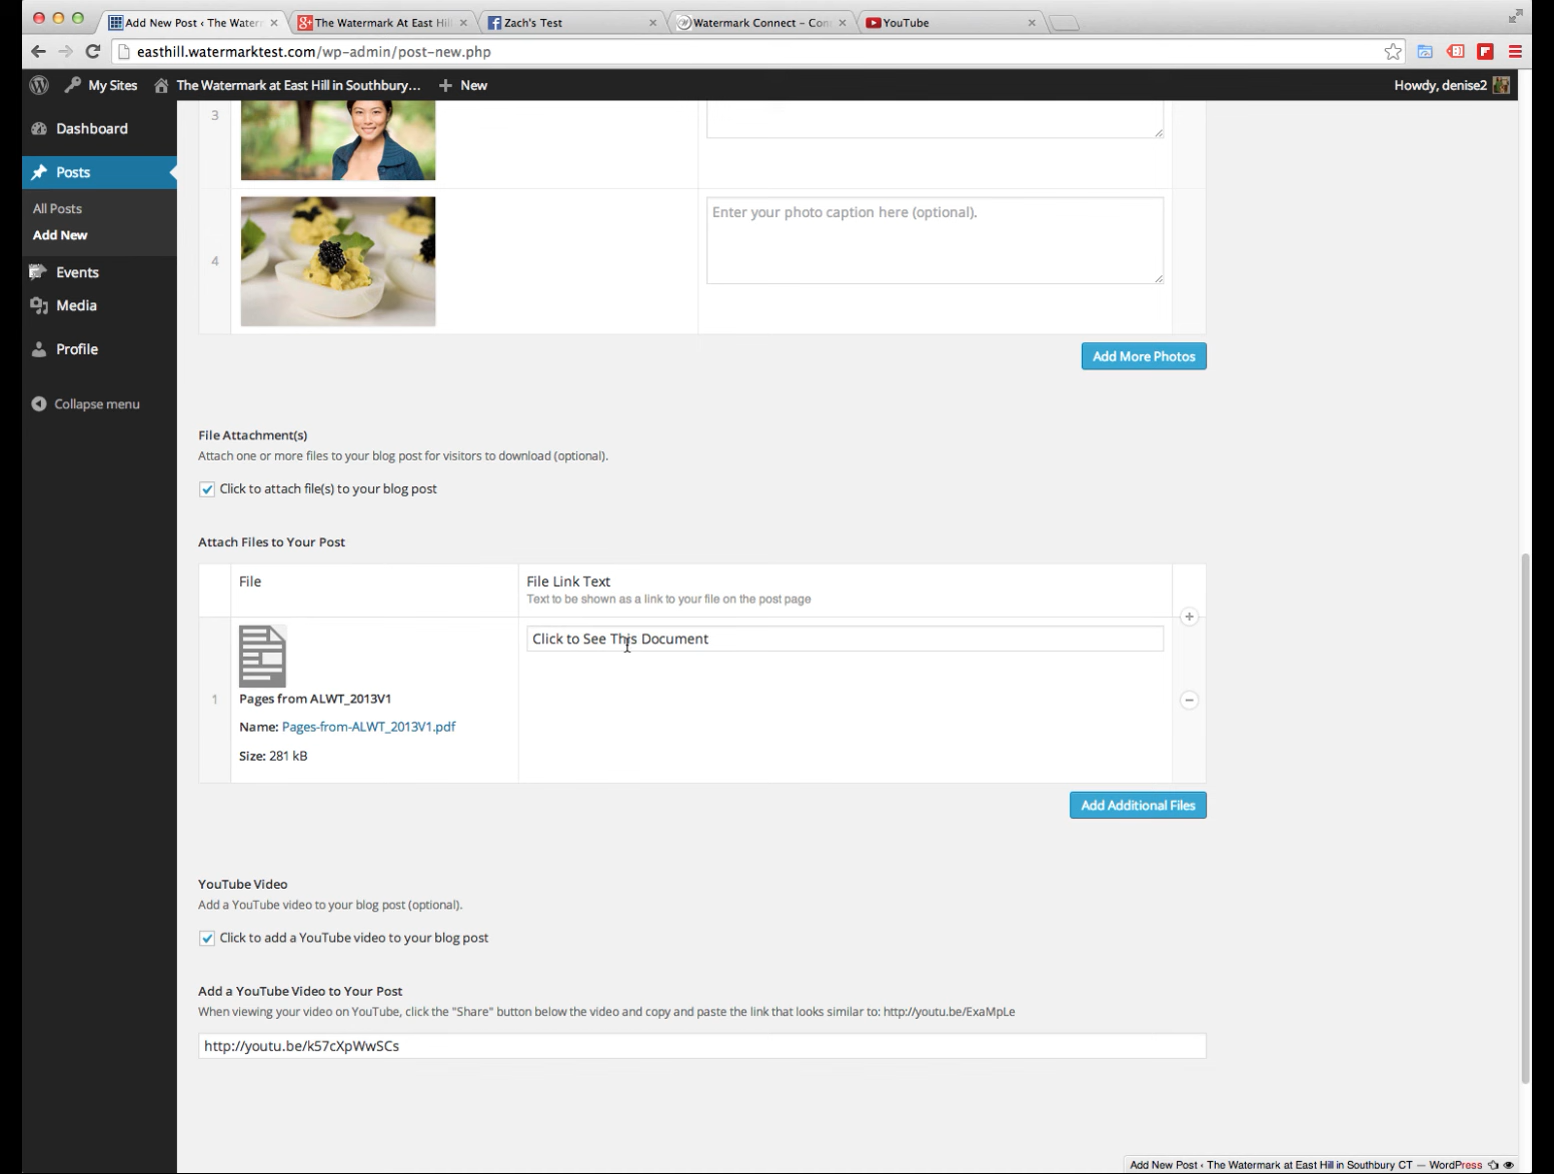 Add New Post ‹ The Water
The Watermark At East Hil
Zach's Test
Watermark Connect – Con
YouTube
easthill.watermarktest.com/wp-admin/post-new.php
My Sites
The Watermark at East Hill in Southbury...
+ New
Howdy, denise2
Dashboard
Posts
All Posts
Add New
Events
Media
Profile
Collapse menu
3
4
Enter your photo caption here (optional).
Add More Photos
File Attachment(s)
Attach one or more files to your blog post for visitors to download (optional).
Click to attach file(s) to your blog post
Attach Files to Your Post
File
File Link Text
Text to be shown as a link to your file on the post page
Click to See This Document
1
Pages from ALWT_2013V1
Name: Pages-from-ALWT_2013V1.pdf
Size: 281 kB
Add Additional Files
YouTube Video
Add a YouTube video to your blog post (optional).
Click to add a YouTube video to your blog post
Add a YouTube Video to Your Post
When viewing your video on YouTube, click the "Share" button below the video and copy and paste the link that looks similar to: http://youtu.be/ExaMpLe
http://youtu.be/k57cXpWwSCs
Add New Post ‹ The Watermark at East Hill in Southbury CT — WordPress